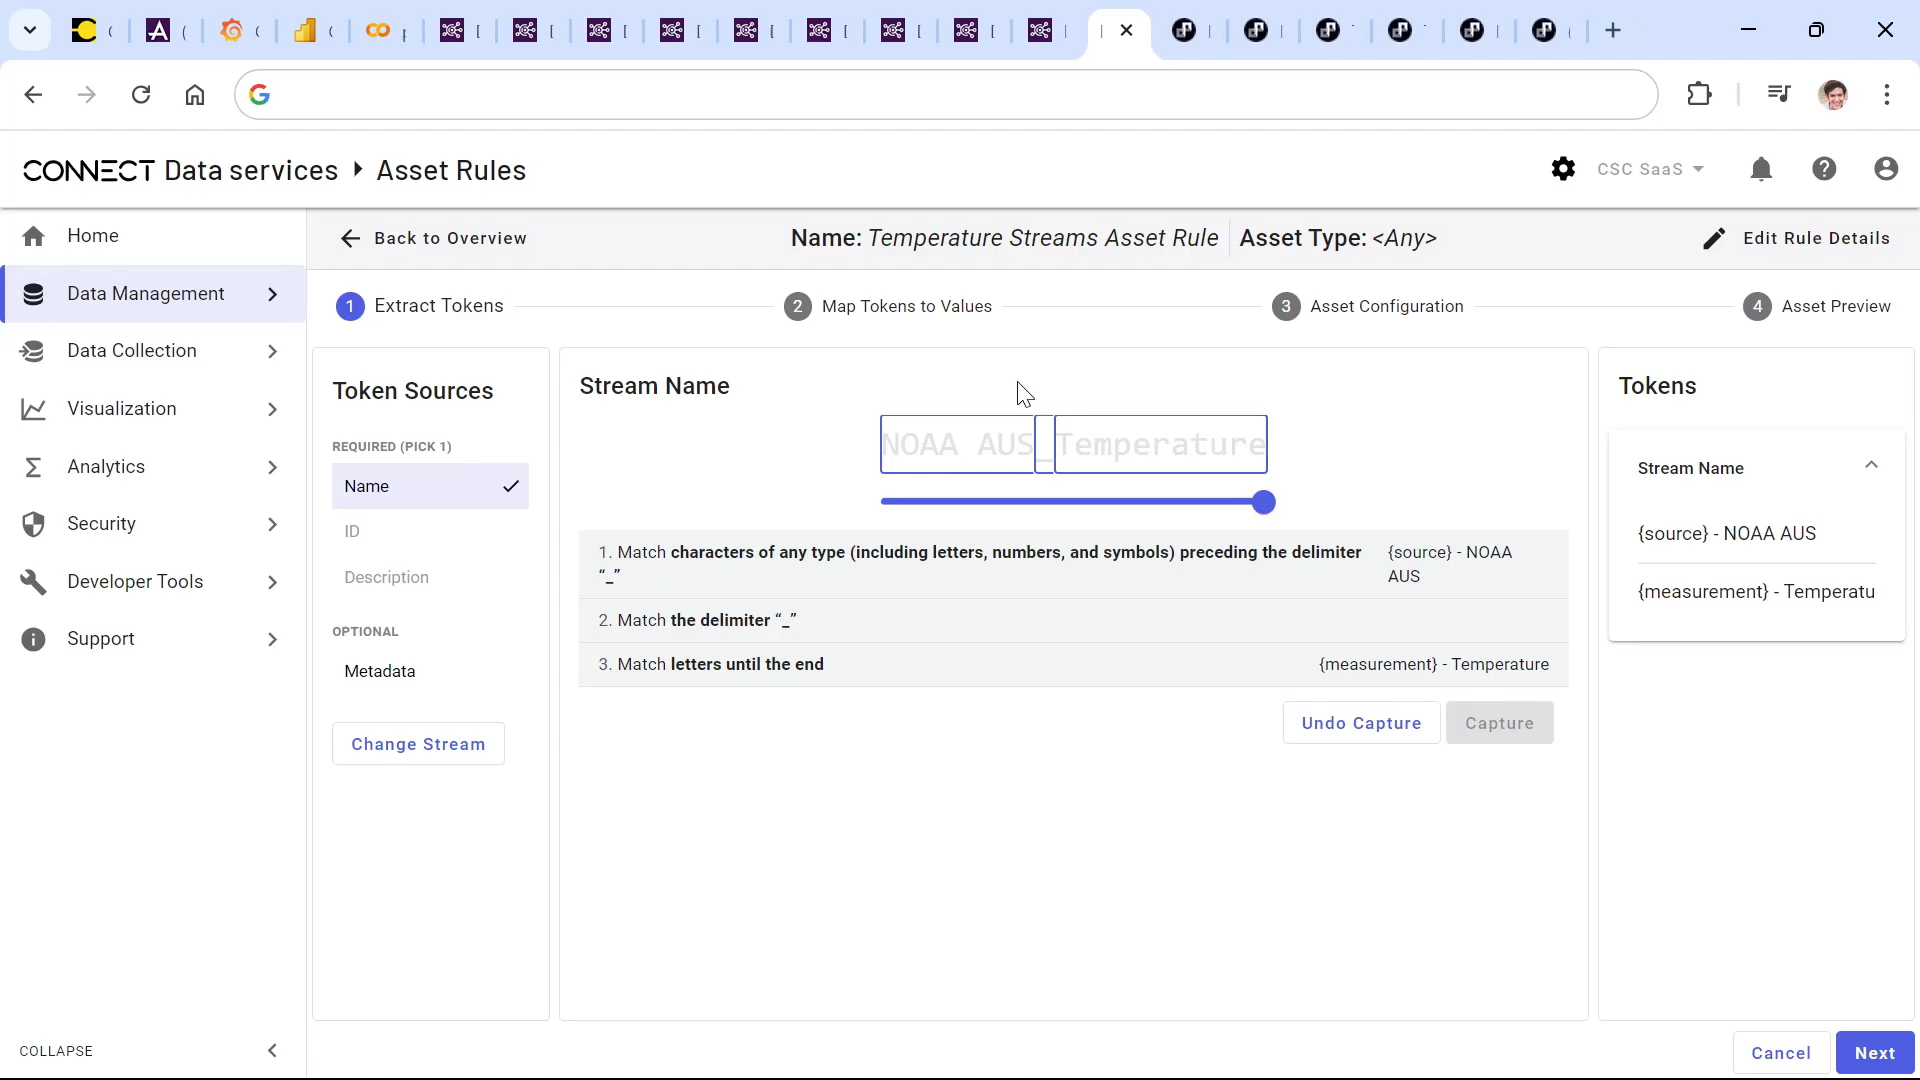 CONNECT Data services Asset Rules
CSC SaaS
Home
Data Management
Data Collection
Visualization
Analytics
Security
Developer Tools
Support
COLLAPSE
Back to Overview
Name: Temperature Streams Asset Rule
Asset Type: <Any>
Edit Rule Details
1 Extract Tokens
2 Map Tokens to Values
3 Asset Configuration
4 Asset Preview
Token Sources
REQUIRED (PICK 1)
Name
ID
Description
OPTIONAL
Metadata
Change Stream
Stream Name
NOAA AUS_Temperature
1. Match characters of any type (including letters, numbers, and symbols) preceding the delimiter
“_”
{source} - NOAA
AUS
2. Match the delimiter “_”
3. Match letters until the end
{measurement} - Temperature
Undo Capture
Capture
Tokens
Stream Name
{source} - NOAA AUS
{measurement} - Temperatu
Cancel
Next